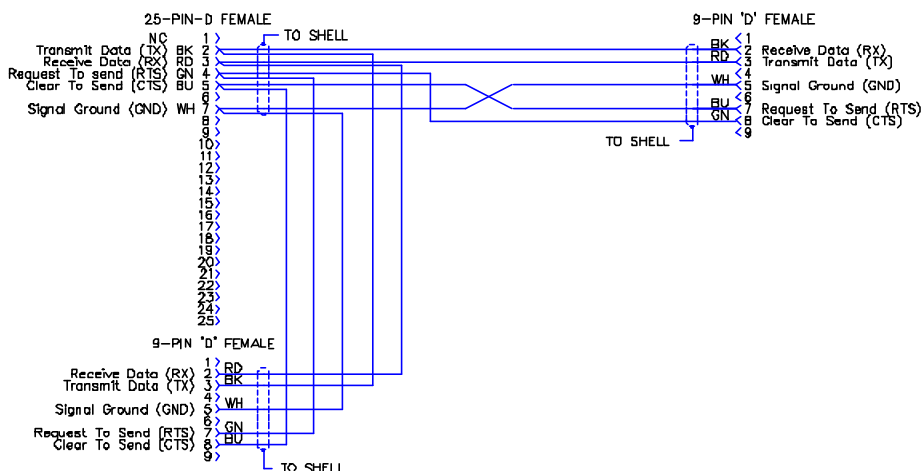 25-PIN-D FEMALE
NC 1
Transmit Data (TX) BK 2
Receive Data (RX) RD 3
Request To send (RTS) GN 4
Clear To Send (CTS) BU 5
6
Signal Ground (GND) WH 7
8
9
10
11
12
13
14
15
16
17
18
19
20
21
22
23
24
25
TO SHELL
9-PIN 'D' FEMALE
1
BK 2 Receive Data (RX)
RD 3 Transmit Data (TX)
4
WH 5 Signal Ground (GND)
6
BU 7 Request To Send (RTS)
GN 8 Clear To Send (CTS)
9
TO SHELL
9-PIN 'D' FEMALE
1
Receive Data (RX) 2 RD
Transmit Data (TX) 3 BK
4
Signal Ground (GND) 5 WH
6
Request To Send (RTS) 7 GN
Clear To Send (CTS) 8 BU
9
TO SHELL